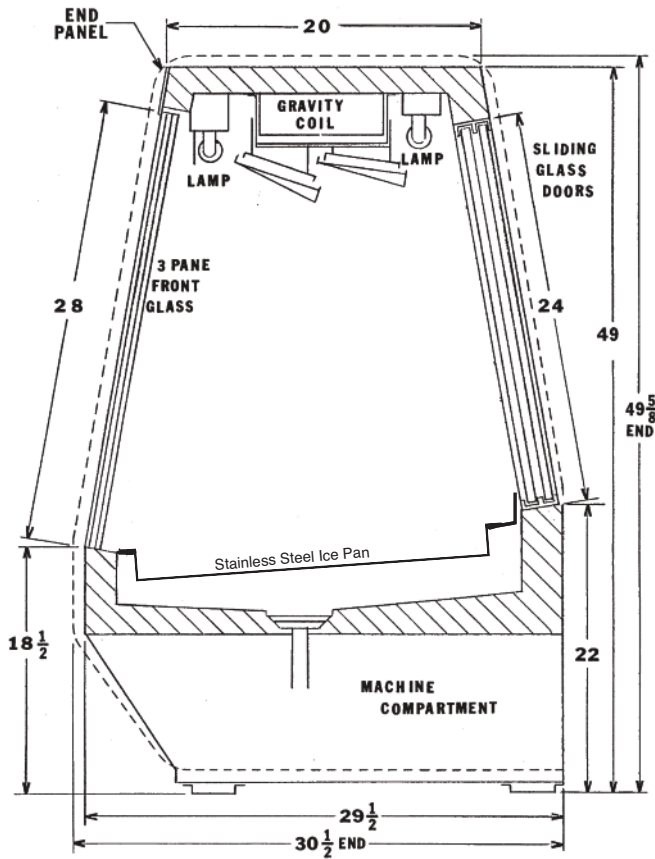 END
PANEL
20
GRAVITY
COIL
LAMP
LAMP
SLIDING
GLASS
DOORS
3 PANE
FRONT
GLASS
28
24
49
49 5/8
END
Stainless Steel Ice Pan
18 1/2
22
MACHINE
COMPARTMENT
29 1/2
30 1/2 END